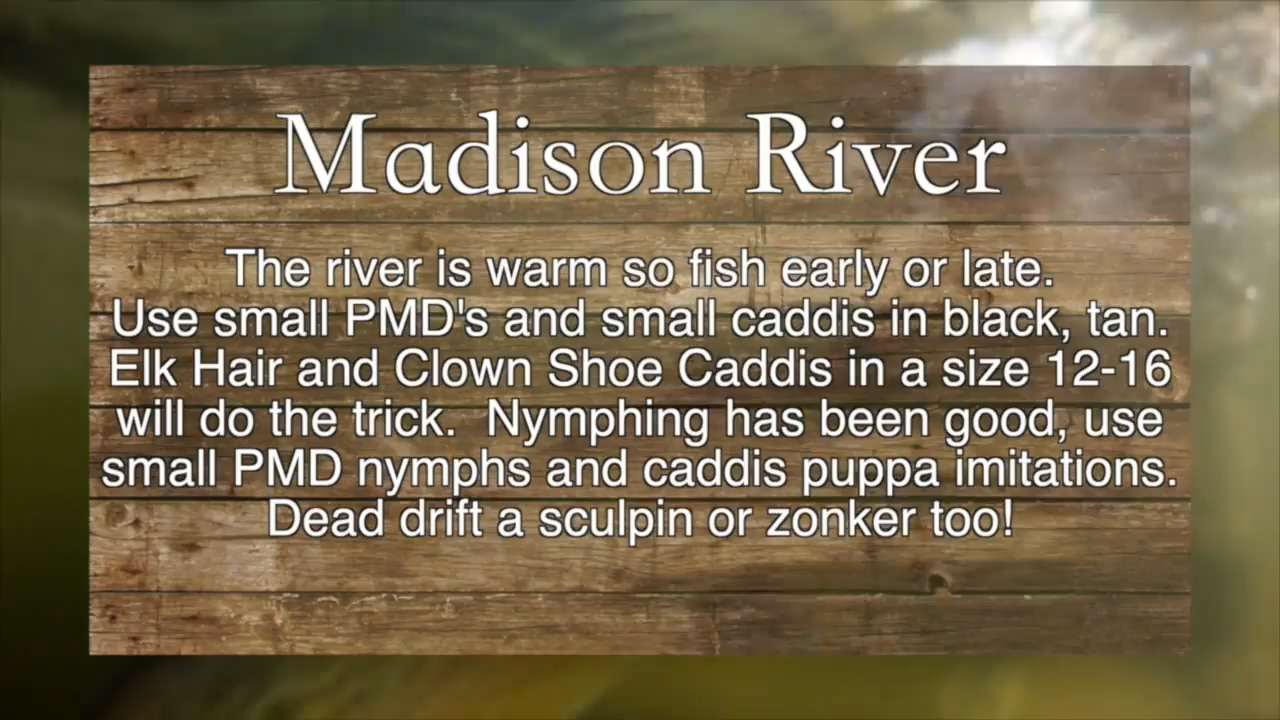 Madison River
The river is warm so fish early or late.
Use small PMD's and small caddis in black, tan.
Elk Hair and Clown Shoe Caddis in a size 12-16
will do the trick.  Nymphing has been good, use
small PMD nymphs and caddis puppa imitations.
Dead drift a sculpin or zonker too!